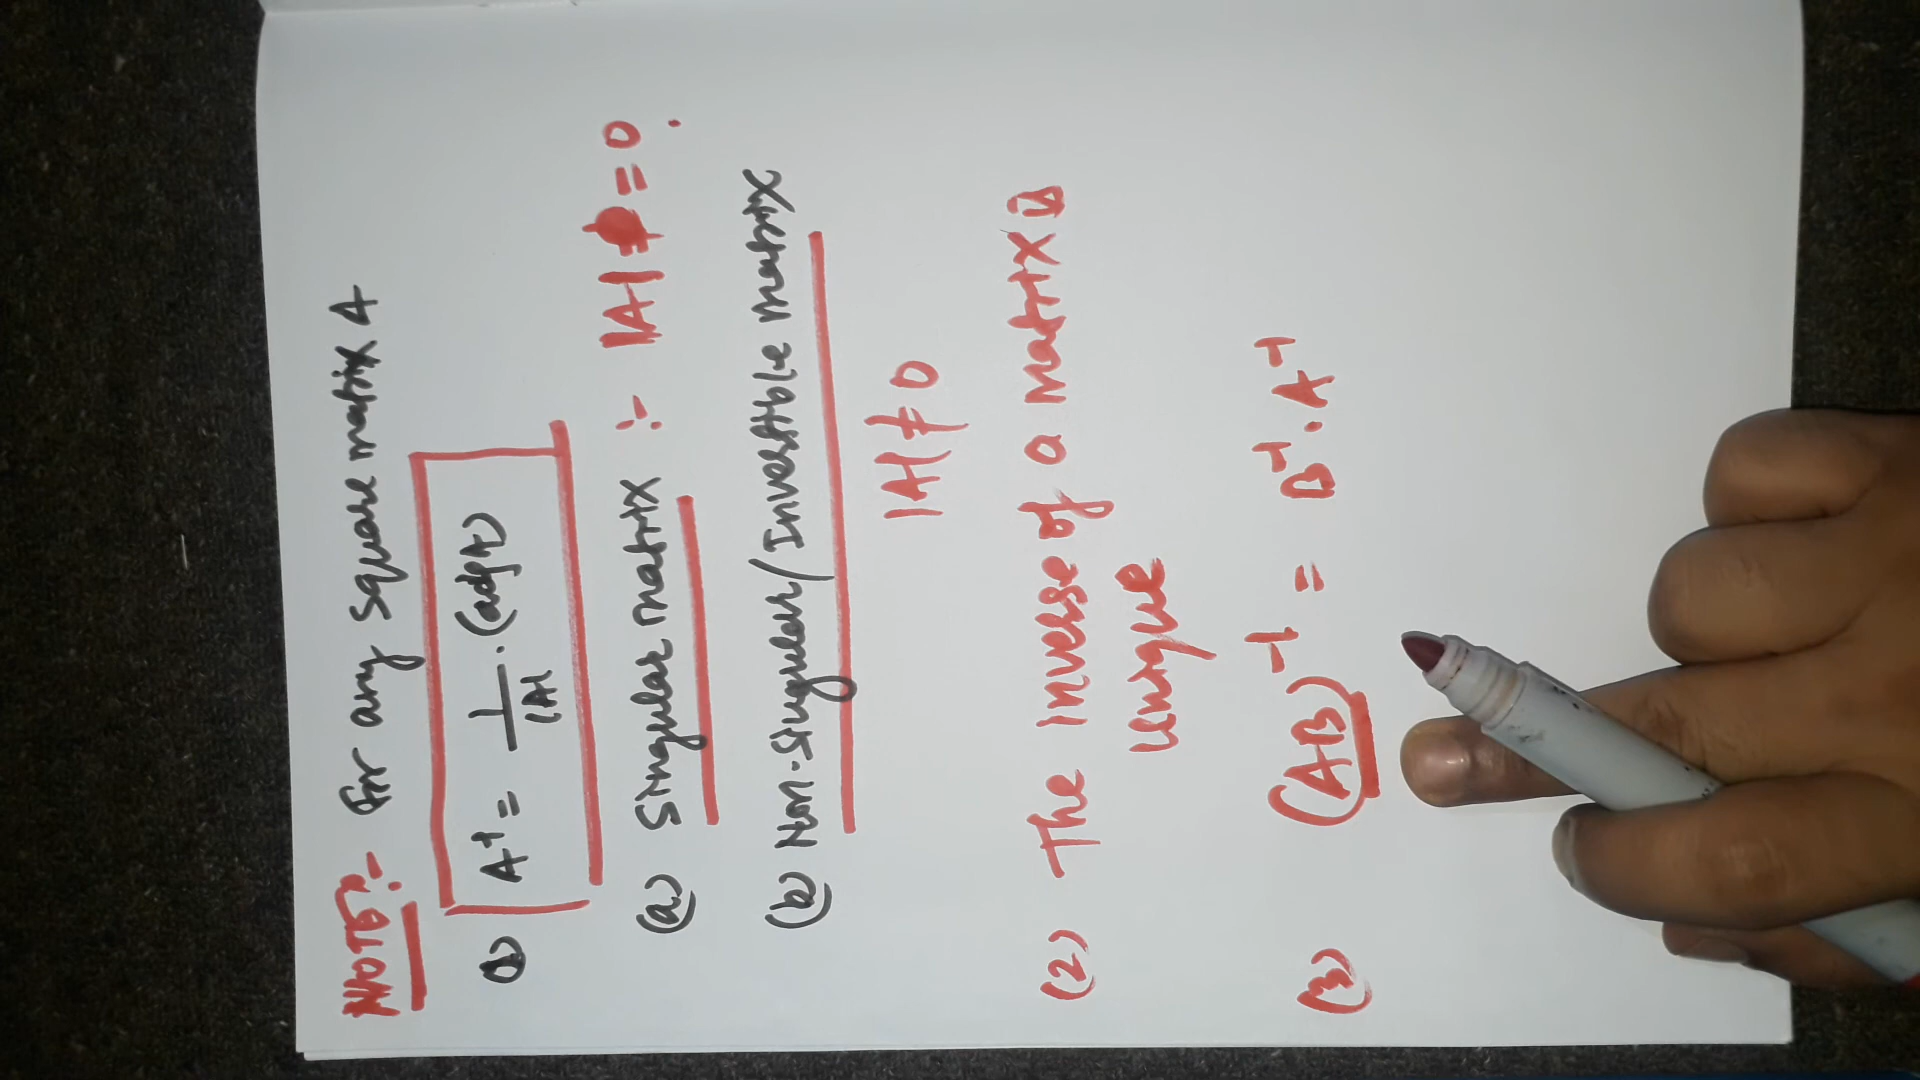 NOTE:- For any square matrix A
(1) A⁻¹ = 1/|A| . (adj A)
(a) Singular matrix :- |A| = 0.
(b) Non-Singular/Invertible matrix
|A| ≠ 0
(2) The inverse of a matrix is
unique
(3) (AB)⁻¹ = B⁻¹. A⁻¹